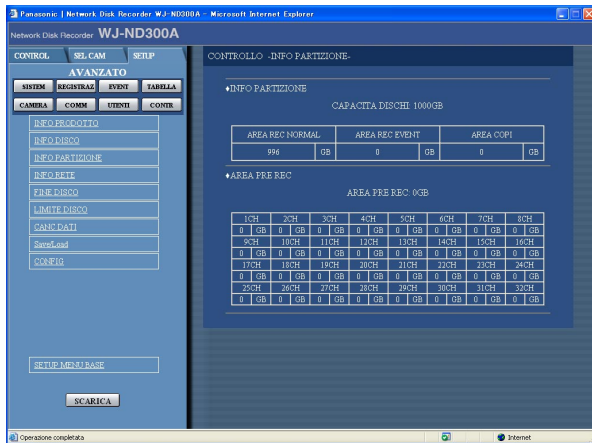 Panasonic | Network Disk Recorder WJ-ND300A - Microsoft Internet Explorer
Network Disk Recorder WJ-ND300A
CONTROL SEL CAM SETUP
AVANZATO
SISTEM REGISTRAZ EVENT TABELLA
CAMERA COMM UTENTI CONTR
INFO PRODOTTO
INFO DISCO
INFO PARTIZIONE
INFO RETE
FINE DISCO
LIMITE DISCO
CANC DATI
Save/Load
CONFIG
SETUP MENU BASE
SCARICA
CONTROLLO -INFO PARTIZIONE-
♦INFO PARTIZIONE
CAPACITA DISCHI 1000GB
AREA REC NORMAL AREA REC EVENT AREA COPI
996 GB 0 GB 0 GB
♦AREA PRE REC
AREA PRE REC: 0GB
1CH 2CH 3CH 4CH 5CH 6CH 7CH 8CH
0 GB 0 GB 0 GB 0 GB 0 GB 0 GB 0 GB 0 GB
9CH 10CH 11CH 12CH 13CH 14CH 15CH 16CH
0 GB 0 GB 0 GB 0 GB 0 GB 0 GB 0 GB 0 GB
17CH 18CH 19CH 20CH 21CH 22CH 23CH 24CH
0 GB 0 GB 0 GB 0 GB 0 GB 0 GB 0 GB 0 GB
25CH 26CH 27CH 28CH 29CH 30CH 31CH 32CH
0 GB 0 GB 0 GB 0 GB 0 GB 0 GB 0 GB 0 GB
Operazione completata Internet